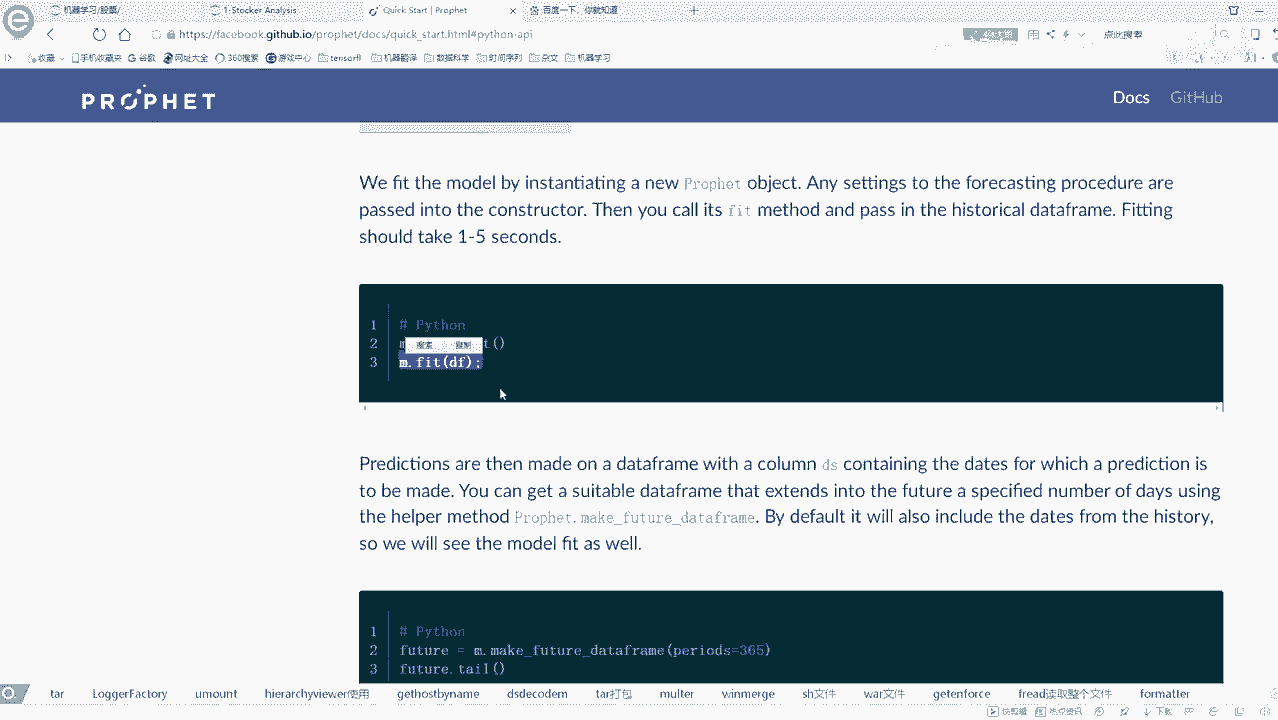 机器学习/股票/
1-Stocker Analysis
Quick Start | Prophet
百度一下，你就知道
https://facebook.github.io/prophet/docs/quick_start.html#python-api
点此搜索
收藏 手机收藏夹 谷歌 网址大全 360搜索 游戏中心 tensorfl 机器翻译 数据科学 时间序列 杂文 机器学习
PROPHET
Docs GitHub
We fit the model by instantiating a new Prophet object. Any settings to the forecasting procedure are
passed into the constructor. Then you call its fit method and pass in the historical dataframe. Fitting
should take 1-5 seconds.
1 # Python
2 m t()
搜索 复制
3 m.fit(df);
Predictions are then made on a dataframe with a column ds containing the dates for which a prediction is
to be made. You can get a suitable dataframe that extends into the future a specified number of days using
the helper method Prophet.make_future_dataframe. By default it will also include the dates from the history,
so we will see the model fit as well.
1 # Python
2 future = m.make_future_dataframe(periods=365)
3 future.tail()
tar LoggerFactory umount hierarchyviewer使用 gethostbyname dsdecodem tar打包 multer winmerge sh文件 war文件 getenforce fread读取整个文件 formatter
快剪辑 热点资讯 下载